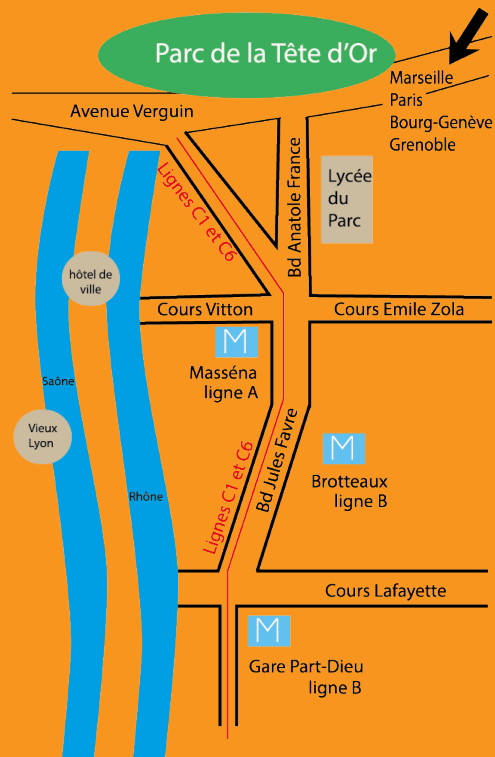 Parc de la Tête d'Or
Marseille
Paris
Bourg-Genève
Grenoble
Avenue Verguin
Lignes C1 et C6
Bd Anatole France
Lycée
du
Parc
hôtel de
ville
Cours Vitton
Cours Emile Zola
M
Masséna
ligne A
Saône
Vieux
Lyon
Lignes C1 et C6
Bd Jules Favre
M
Brotteaux
ligne B
Rhône
Cours Lafayette
M
Gare Part-Dieu
ligne B